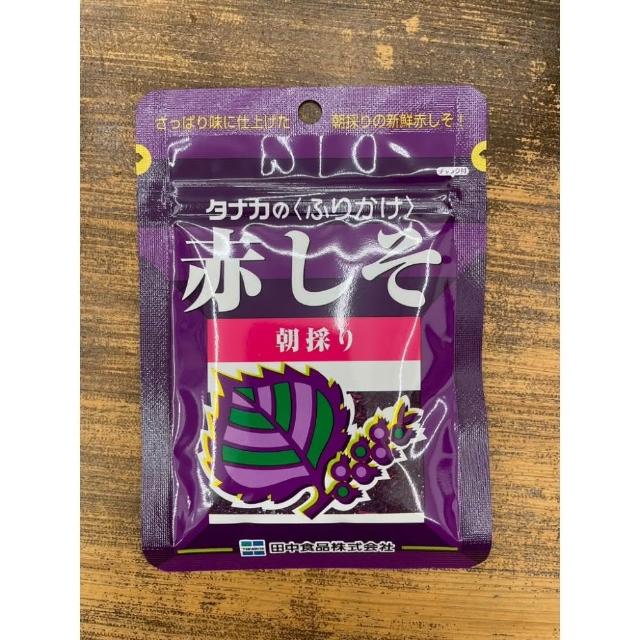 さっぱり味に仕上げた 朝採りの新鮮赤しそ！
チャック付
タナカの〈ふりかけ〉
赤しそ
朝採り
田中食品株式会社